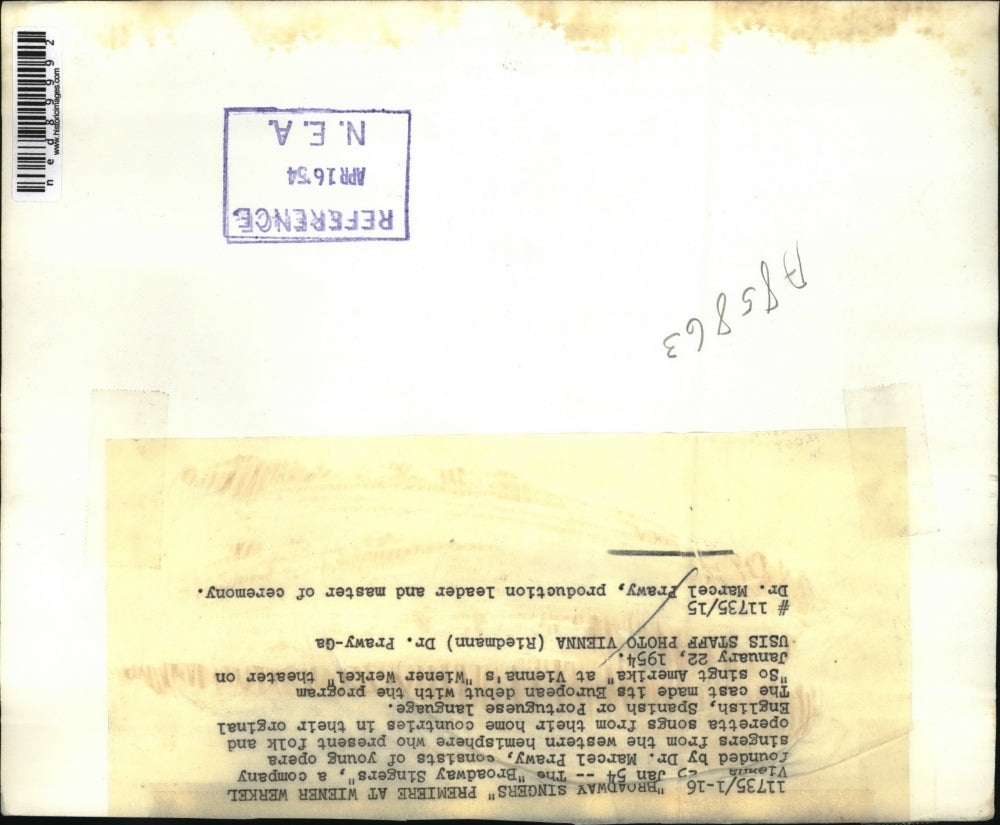 11735/1-16 "BROADWAY SINGERS" PREMIERE AT WIENER WERKEL
Vienna 25 Jan 54 -- The "Broadway Singers", a company
founded by Dr. Marcel Prawy, consists of young opera
singers from the western hemisphere who present folk and
operetta songs from their home countries in their orginal
English, Spanish or Portuguese language.
The cast made its European debut with the program
"So singt Amerika" at Vienna's "Wiener Werkel" theater on
January 22, 1954.
USIS STAFF PHOTO VIENNA (Riedmann) Dr. Prawy-Ga
# 11735/15
Dr. Marcel Prawy, production leader and master of ceremony.
A85863
REFERENCE
APR 16 '54
N. E. A.
ned89992
www.historicimages.com